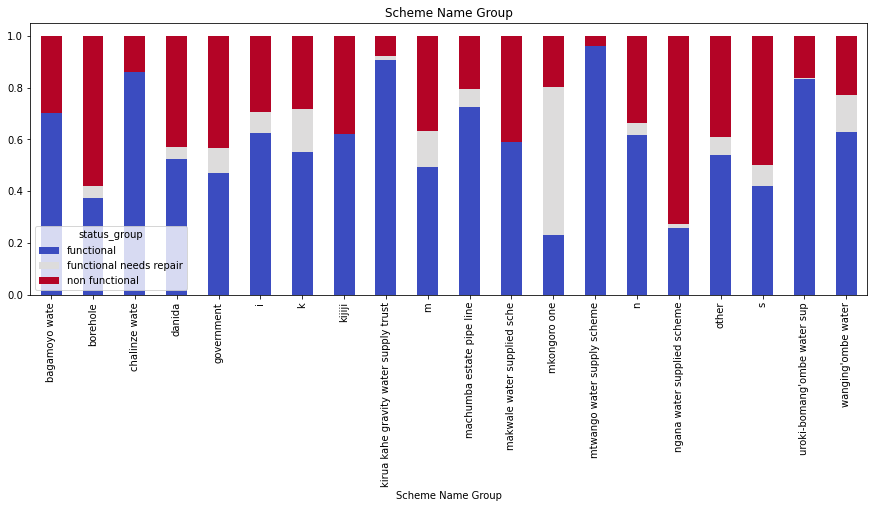 Scheme Name Group
1.0
0.8
0.6
0.4
0.2
0.0
status_group
functional
functional needs repair
non functional
bagamoyo wate
borehole
chalinze wate
danida
government
i
k
kijiji
kirua kahe gravity water supply trust
m
machumba estate pipe line
makwale water supplied sche
mkongoro one
mtwango water supply scheme
n
ngana water supplied scheme
other
s
uroki-bomang'ombe water sup
wanging'ombe water
Scheme Name Group